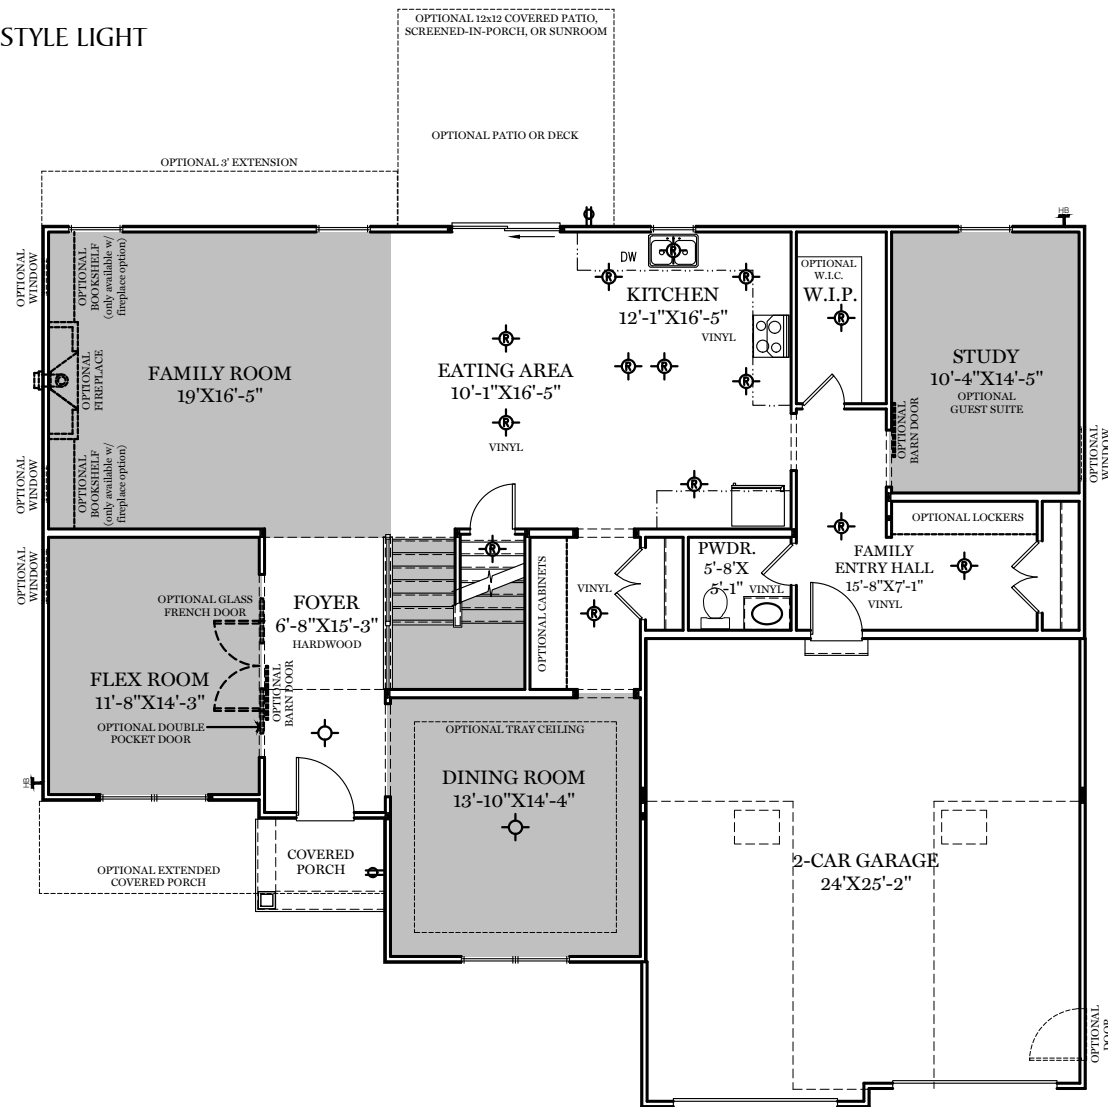 STYLE LIGHT
OPTIONAL 12x12 COVERED PATIO,
SCREENED-IN-PORCH, OR SUNROOM
OPTIONAL PATIO OR DECK
OPTIONAL 3' EXTENSION
HB
OPTIONAL
WINDOW
OPTIONAL
BOOKSHELF
(only available w/
fireplace option)
DW
R
R
R
KITCHEN
12'-1"X16'-5"
VINYL
OPTIONAL
W.I.C.
W.I.P.
R
R
OPTIONAL
FIREPLACE
FAMILY ROOM
19'X16'-5"
EATING AREA
10'-1"X16'-5"
R
R
R
R
VINYL
STUDY
10'-4"X14'-5"
OPTIONAL
GUEST SUITE
OPTIONAL
BARN DOOR
OPTIONAL
WINDOW
OPTIONAL
WINDOW
OPTIONAL
BOOKSHELF
(only available w/
fireplace option)
R
OPTIONAL LOCKERS
R
OPTIONAL
WINDOW
R
OPTIONAL CABINETS
VINYL
R
PWDR.
5'-8"X
5'-1"
VINYL
FAMILY
ENTRY HALL
15'-8"X7'-1"
VINYL
R
OPTIONAL GLASS
FRENCH DOOR
FOYER
6'-8"X15'-3"
HARDWOOD
FLEX ROOM
11'-8"X14'-3"
OPTIONAL
BARN DOOR
OPTIONAL DOUBLE
POCKET DOOR
OPTIONAL TRAY CEILING
DINING ROOM
13'-10"X14'-4"
HB
COVERED
PORCH
OPTIONAL EXTENDED
COVERED PORCH
2-CAR GARAGE
24'X25'-2"
OPTIONAL
DOOR